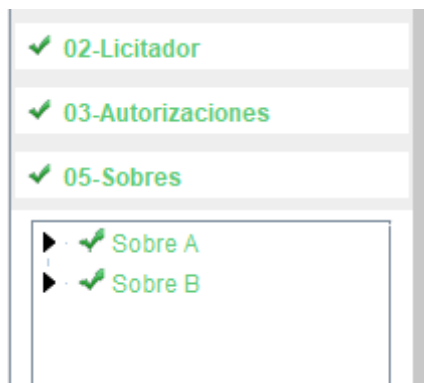 02-Licitador
03-Autorizaciones
05-Sobres
Sobre A
Sobre B